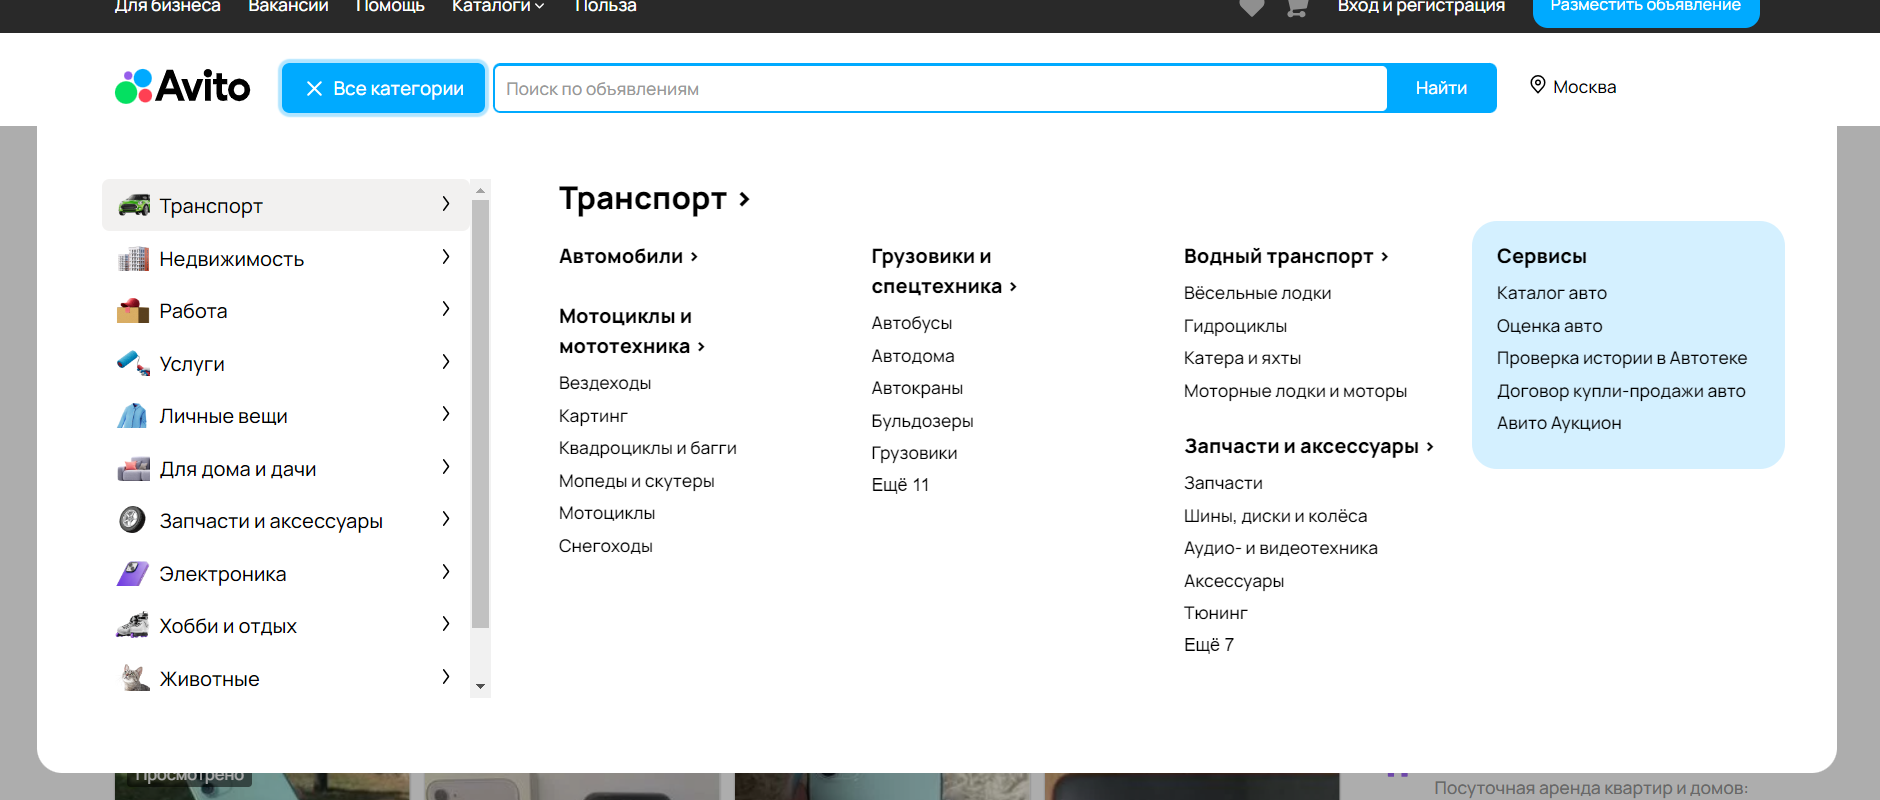 Для бизнеса Вакансии Помощь Каталоги Польза Вход и регистрация Разместить объявление
Avito Все категории Поиск по объявлениям Найти Москва
Транспорт
Недвижимость
Работа
Услуги
Личные вещи
Для дома и дачи
Запчасти и аксессуары
Электроника
Хобби и отдых
Животные
Транспорт
Автомобили
Мотоциклы и
мототехника
Вездеходы
Картинг
Квадроциклы и багги
Мопеды и скутеры
Мотоциклы
Снегоходы
Грузовики и
спецтехника
Автобусы
Автодома
Автокраны
Бульдозеры
Грузовики
Ещё 11
Водный транспорт
Вёсельные лодки
Гидроциклы
Катера и яхты
Моторные лодки и моторы
Запчасти и аксессуары
Запчасти
Шины, диски и колёса
Аудио- и видеотехника
Аксессуары
Тюнинг
Ещё 7
Сервисы
Каталог авто
Оценка авто
Проверка истории в Автотеке
Договор купли-продажи авто
Авито Аукцион
Просмотрено
Посуточная аренда квартир и домов: